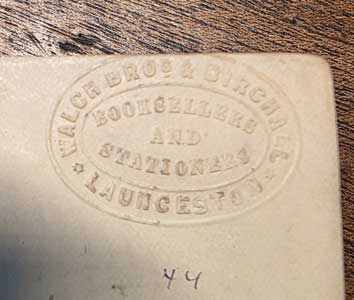 WALCH BROS & BIRCHALL
BOOKSELLERS
AND
STATIONERS
LAUNCESTON
44